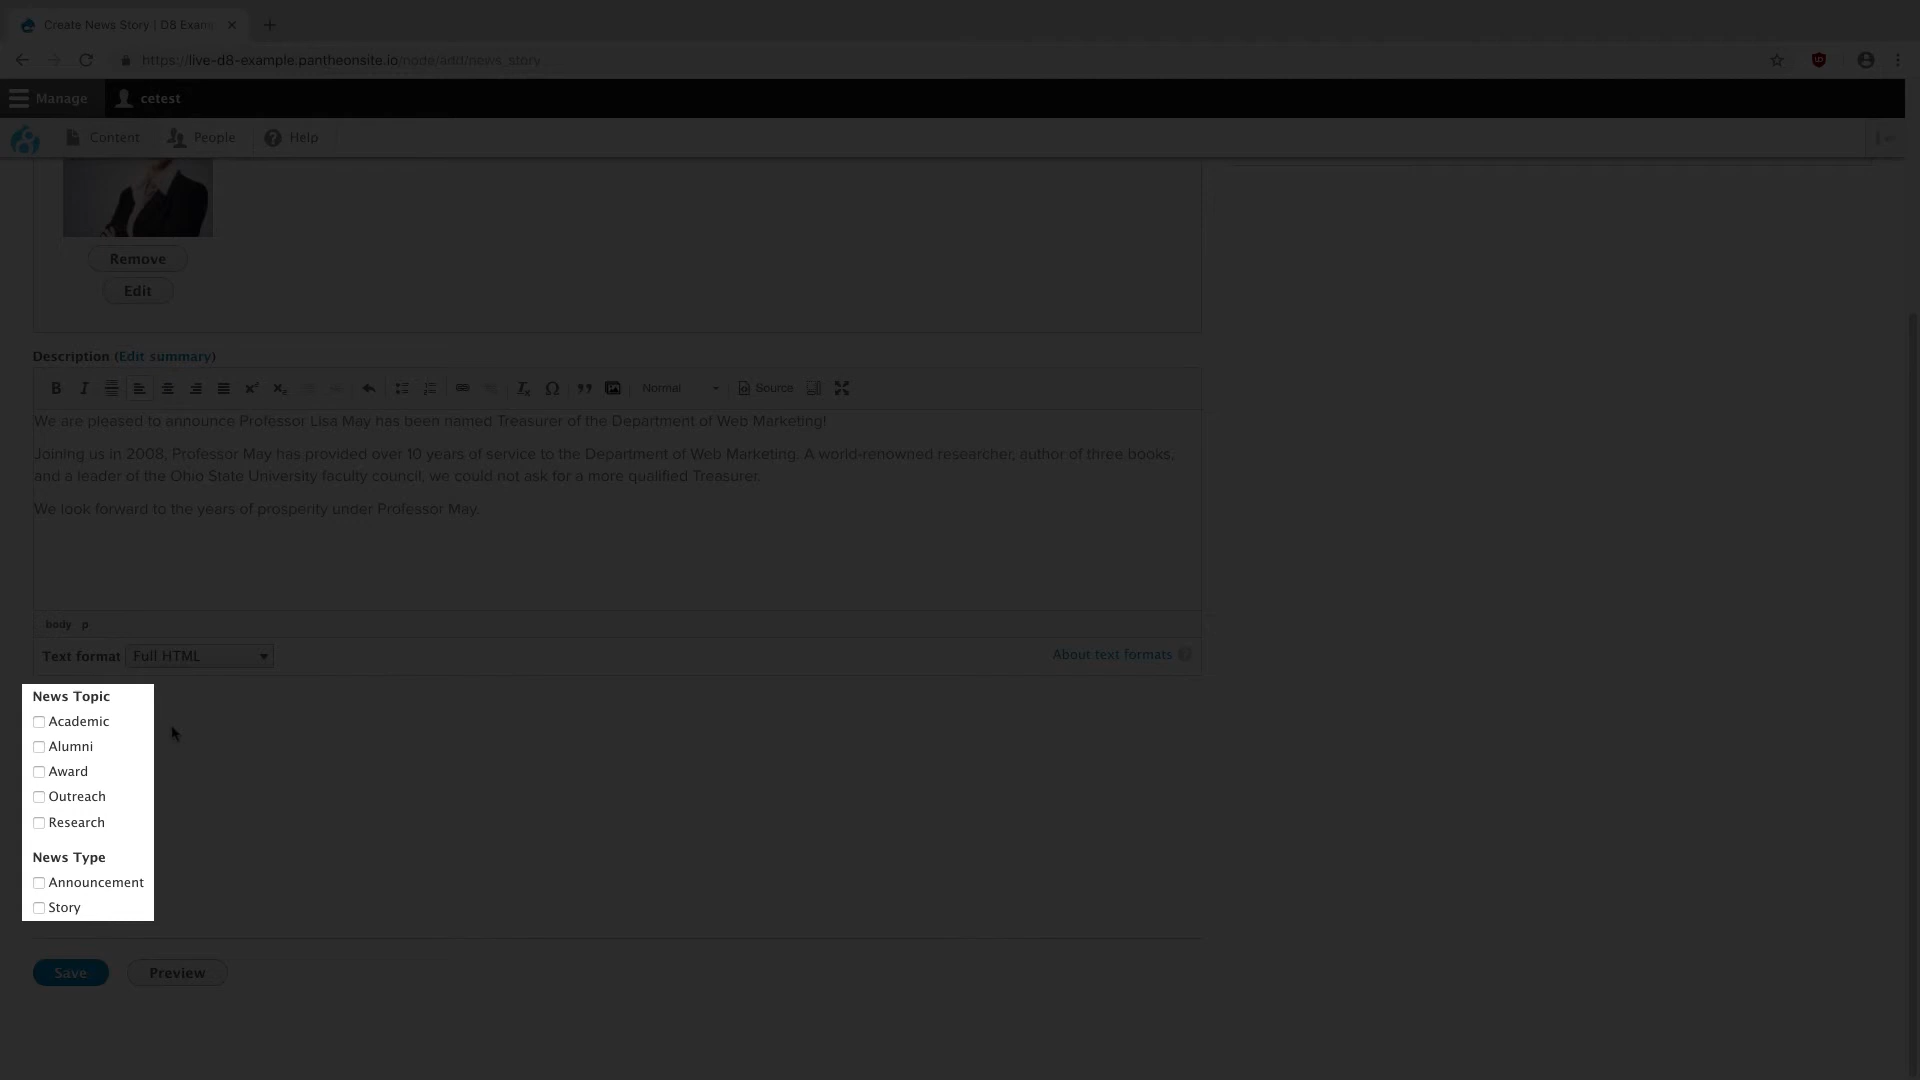 Create News Story | D8 Exam
https://live-d8-example.pantheonsite.io/node/add/news_story
Manage
cetest
Content
People
Help
Remove
Edit
Description (Edit summary)
Normal
Source
We are pleased to announce Professor Lisa May has been named Treasurer of the Department of Web Marketing!
Joining us in 2008, Professor May has provided over 10 years of service to the Department of Web Marketing. A world-renowned researcher, author of three books,
and a leader of the Ohio State University faculty council, we could not ask for a more qualified Treasurer.
We look forward to the years of prosperity under Professor May.
body p
Text format Full HTML
About text formats
News Topic
Academic
Alumni
Award
Outreach
Research
News Type
Announcement
Story
Save Preview